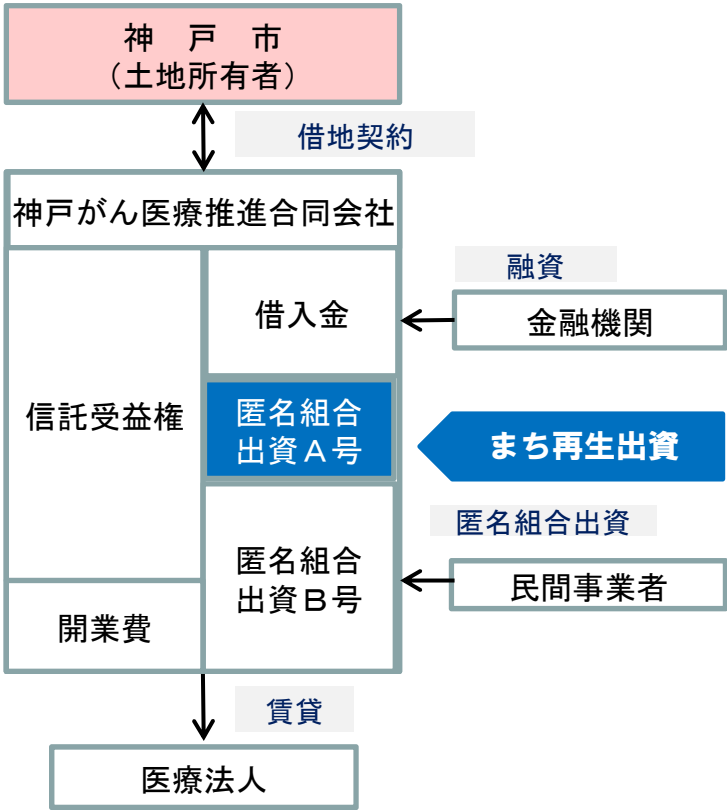 神 戸 市
（土地所有者）
借地契約
神戸がん医療推進合同会社
融資
借入金
金融機関
信託受益権
匿名組合
出資Ａ号
まち再生出資
匿名組合出資
匿名組合
出資Ｂ号
民間事業者
開業費
賃貸
医療法人